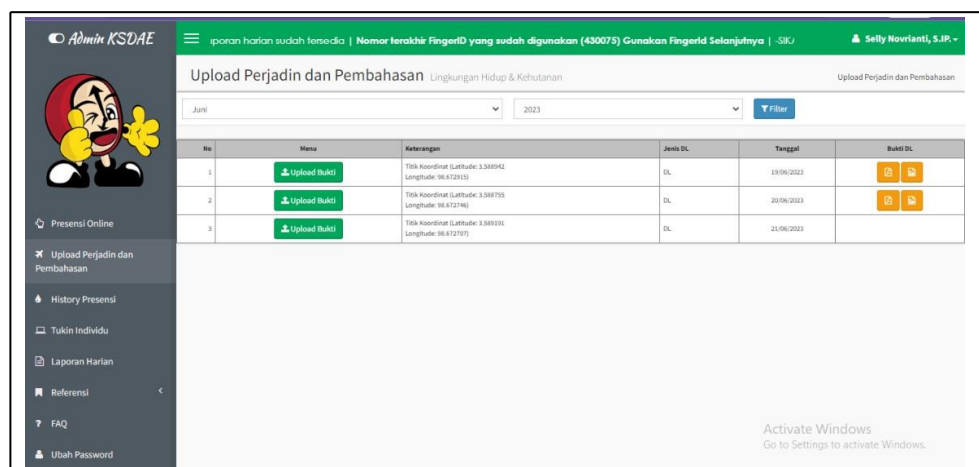 Admin KSDAE
iporan harian sudah tersedia | Nomor terakhir FingerID yang sudah digunakan (430075) Gunakan FingerId Selanjutnya | -SIK/
Selly Novrianti, S.IP.
Upload Perjadin dan Pembahasan Lingkungan Hidup & Kehutanan
Upload Perjadin dan Pembahasan
Juni
2023
Filter
No Menu Keterangan Jenis DL Tanggal Bukti DL
1 Upload Bukti Titik Koordinat (Latitude: 3.588942 DL 19/06/2023
Longitude: 98.672915)
2 Upload Bukti Titik Koordinat (Latitude: 3.588755 DL 20/06/2023
Longitude: 98.672746)
3 Upload Bukti Titik Koordinat (Latitude: 3.589191 DL 21/06/2023
Longitude: 98.672707)
Presensi Online
Upload Perjadin dan
Pembahasan
History Presensi
Tukin Individu
Laporan Harian
Referensi
FAQ
Ubah Password
Activate Windows
Go to Settings to activate Windows.